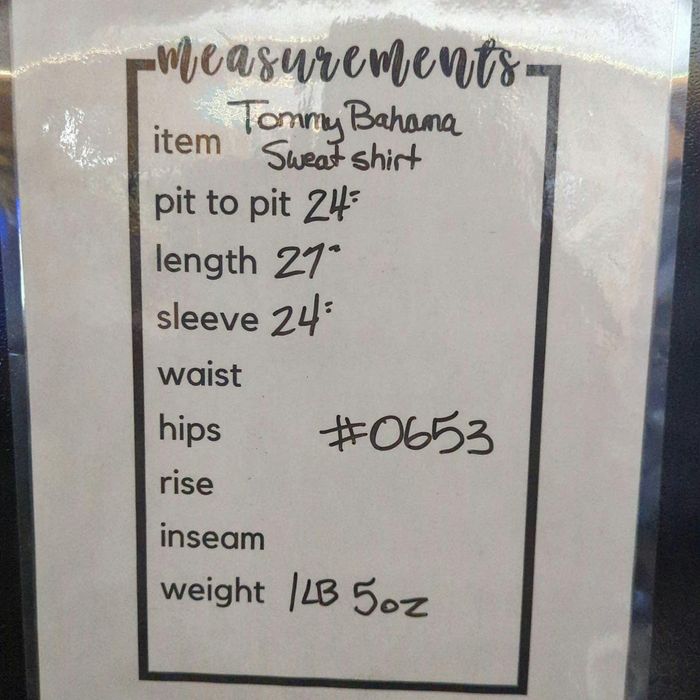 measurements
item Tommy Bahama
Sweat shirt
pit to pit 24"
length 27"
sleeve 24"
waist
hips #0653
rise
inseam
weight 1LB 5oz